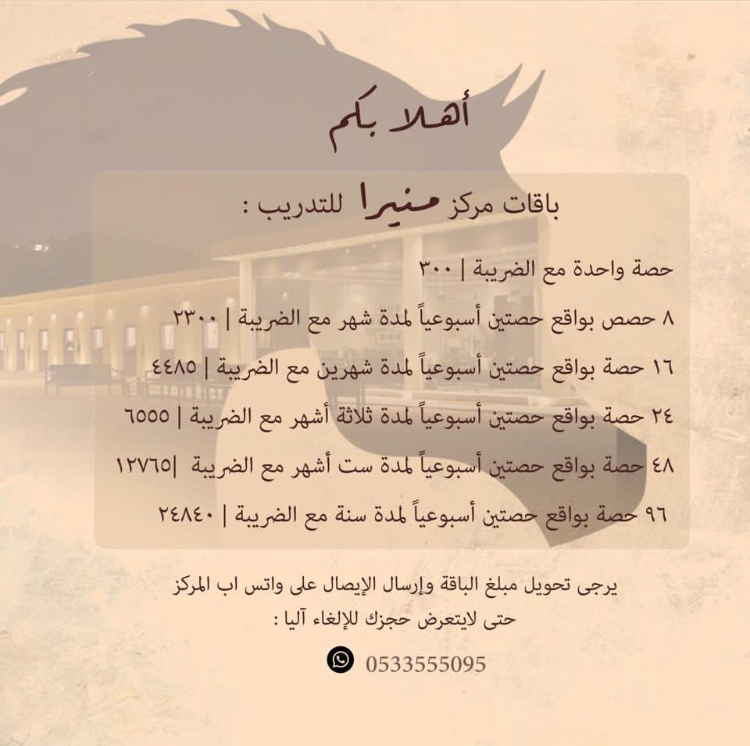 أهلا بكم
باقات مركز منيرا للتدريب :
حصة واحدة مع الضريبة | ٣٠٠
٨ حصص بواقع حصتين أسبوعياً لمدة شهر مع الضريبة | ٢٣٠٠
١٦ حصة بواقع حصتين أسبوعياً لمدة شهرين مع الضريبة | ٤٤٨٥
٢٤ حصة بواقع حصتين أسبوعياً لمدة ثلاثة أشهر مع الضريبة | ٦٥٥٥
٤٨ حصة بواقع حصتين أسبوعياً لمدة ست أشهر مع الضريبة |١٢٧٦٥
٩٦ حصة بواقع حصتين أسبوعياً لمدة سنة مع الضريبة | ٢٤٨٤٠
يرجى تحويل مبلغ الباقة وإرسال الإيصال على واتس اب المركز
حتى لايتعرض حجزك للإلغاء آليا :
0533555095